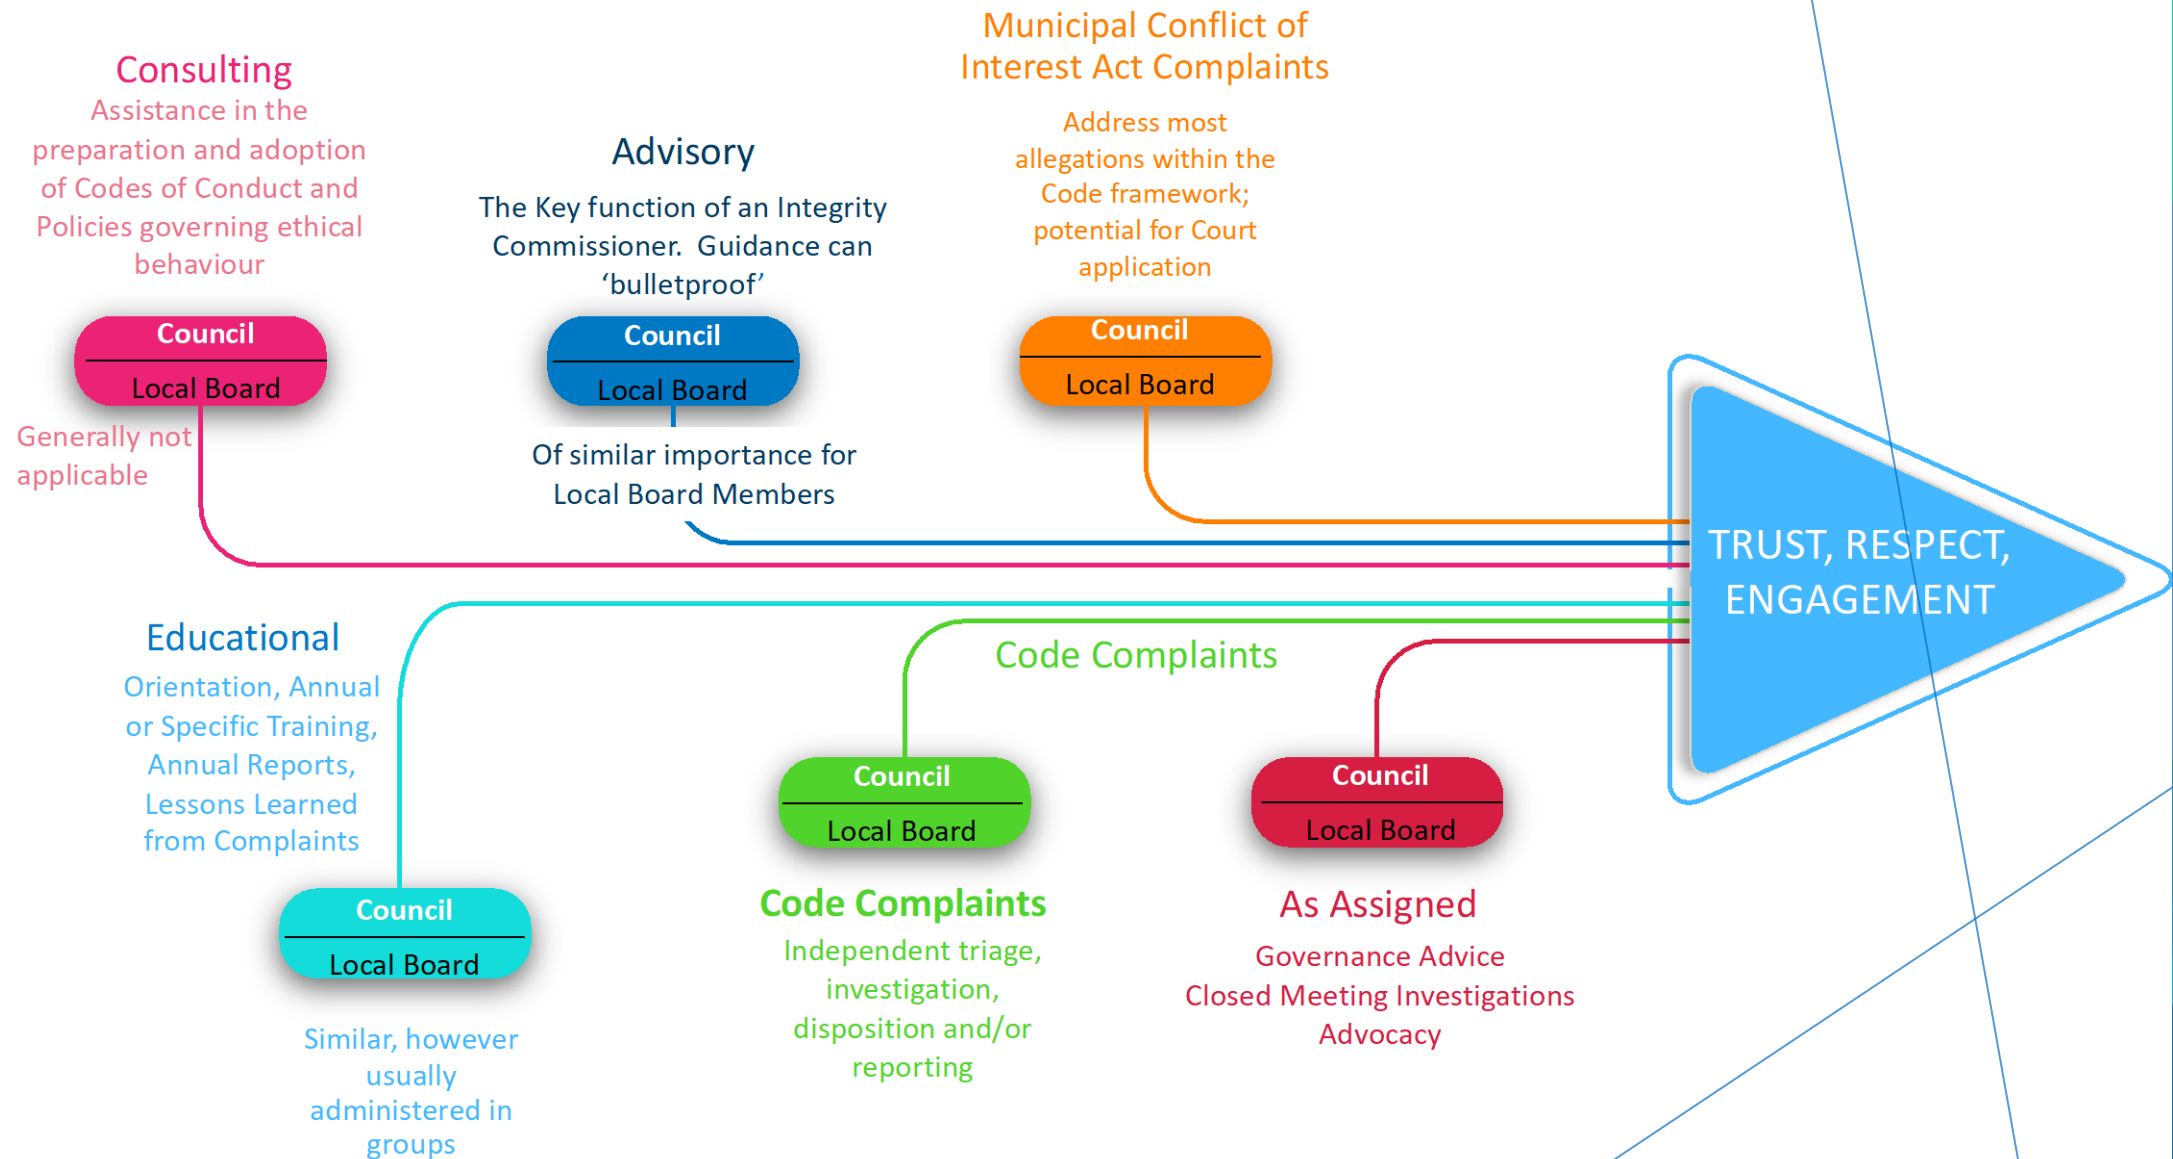 Consulting
Assistance in the
preparation and adoption
of Codes of Conduct and
Policies governing ethical
behaviour
Council
Local Board
Generally not
applicable
Advisory
The Key function of an Integrity
Commissioner.  Guidance can
‘bulletproof’
Council
Local Board
Of similar importance for
Local Board Members
Municipal Conflict of
Interest Act Complaints
Address most
allegations within the
Code framework;
potential for Court
application
Council
Local Board
TRUST, RESPECT,
ENGAGEMENT
Educational
Orientation, Annual
or Specific Training,
Annual Reports,
Lessons Learned
from Complaints
Council
Local Board
Similar, however
usually
administered in
groups
Code Complaints
Council
Local Board
Code Complaints
Independent triage,
investigation,
disposition and/or
reporting
Council
Local Board
As Assigned
Governance Advice
Closed Meeting Investigations
Advocacy